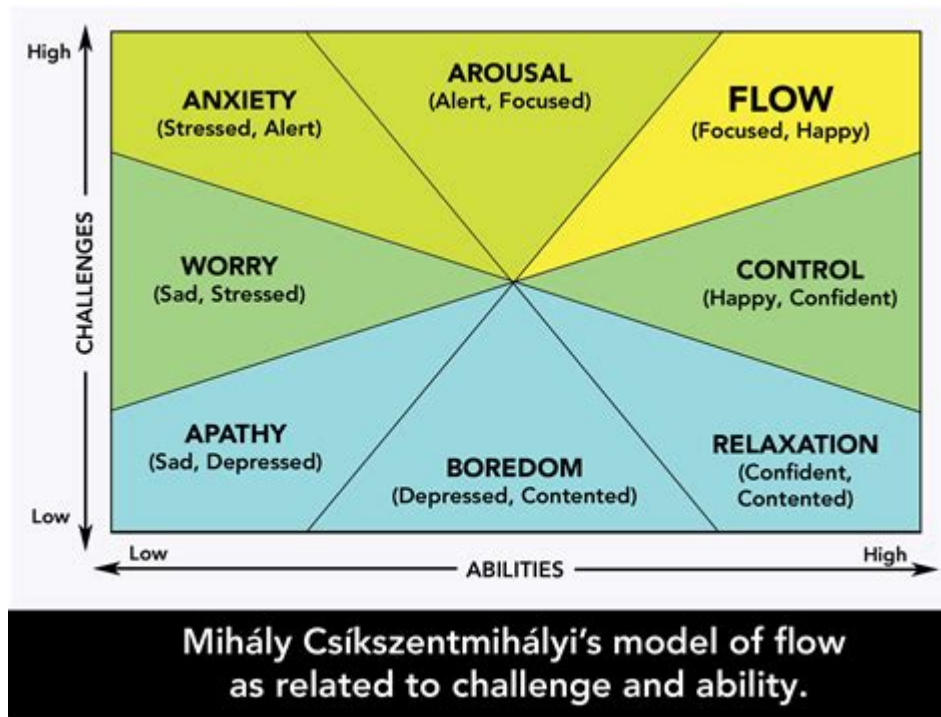 High
ANXIETY
(Stressed, Alert)
AROUSAL
(Alert, Focused)
FLOW
(Focused, Happy)
CHALLENGES
WORRY
(Sad, Stressed)
CONTROL
(Happy, Confident)
APATHY
(Sad, Depressed)
BOREDOM
(Depressed, Contented)
RELAXATION
(Confident,
Contented)
Low
Low
ABILITIES
High
Mihály Csíkszentmihályi’s model of flow
as related to challenge and ability.